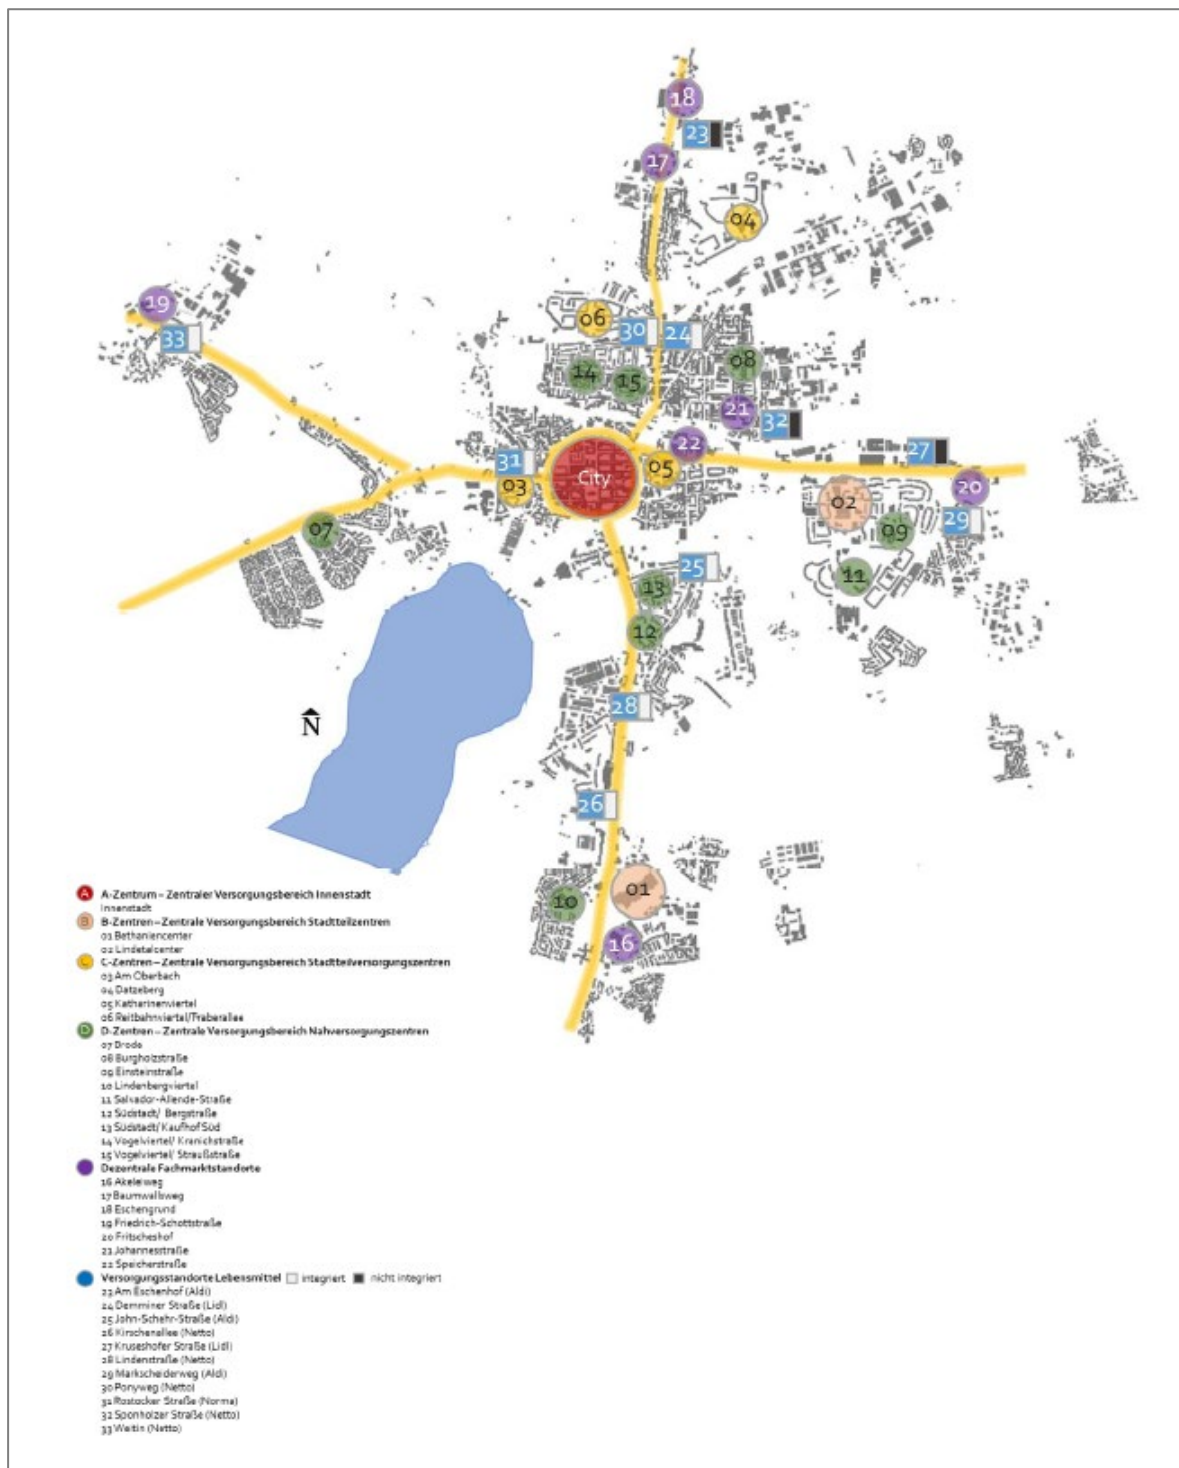 18
23
17
04
19
33
06
30
24
08
14
15
21
32
22
27
31
City
05
03
20
02
29
07
09
25
11
13
12
28
N
26
01
10
16
A A-Zentrum – Zentraler Versorgungsbereich Innenstadt
Innenstadt
B B-Zentren – Zentrale Versorgungsbereich Stadtteilzentren
01 Bethaniencenter
02 Lindetalcenter
C C-Zentren – Zentrale Versorgungsbereich Stadtteilversorgungszentren
03 Am Oberbach
04 Datzeberg
05 Katharinenviertel
06 Reitbahnviertel/Traberallee
D D-Zentren – Zentrale Versorgungsbereich Nahversorgungszentren
07 Broda
08 Burgholzstraße
09 Einsteinstraße
10 Lindenbergviertel
11 Salvador-Allende-Straße
12 Südstadt/ Bergstraße
13 Südstadt/ Kaufhof Süd
14 Vogelviertel/ Kranichstraße
15 Vogelviertel/ Straußstraße
Dezentrale Fachmarktstandorte
16 Akeleiweg
17 Baumwallsweg
18 Eschengrund
19 Friedrich-Schottstraße
20 Fritscheshof
21 Johannesstraße
22 Speicherstraße
Versorgungsstandorte Lebensmittel integriert nicht integriert
23 Am Eschenhof (Aldi)
24 Demminer Straße (Lidl)
25 John-Schehr-Straße (Aldi)
26 Kirschenallee (Netto)
27 Kruseshofer Straße (Lidl)
28 Lindenstraße (Netto)
29 Markscheiderweg (Aldi)
30 Ponyweg (Netto)
31 Rostocker Straße (Norma)
32 Sponholzer Straße (Netto)
33 Weitin (Netto)